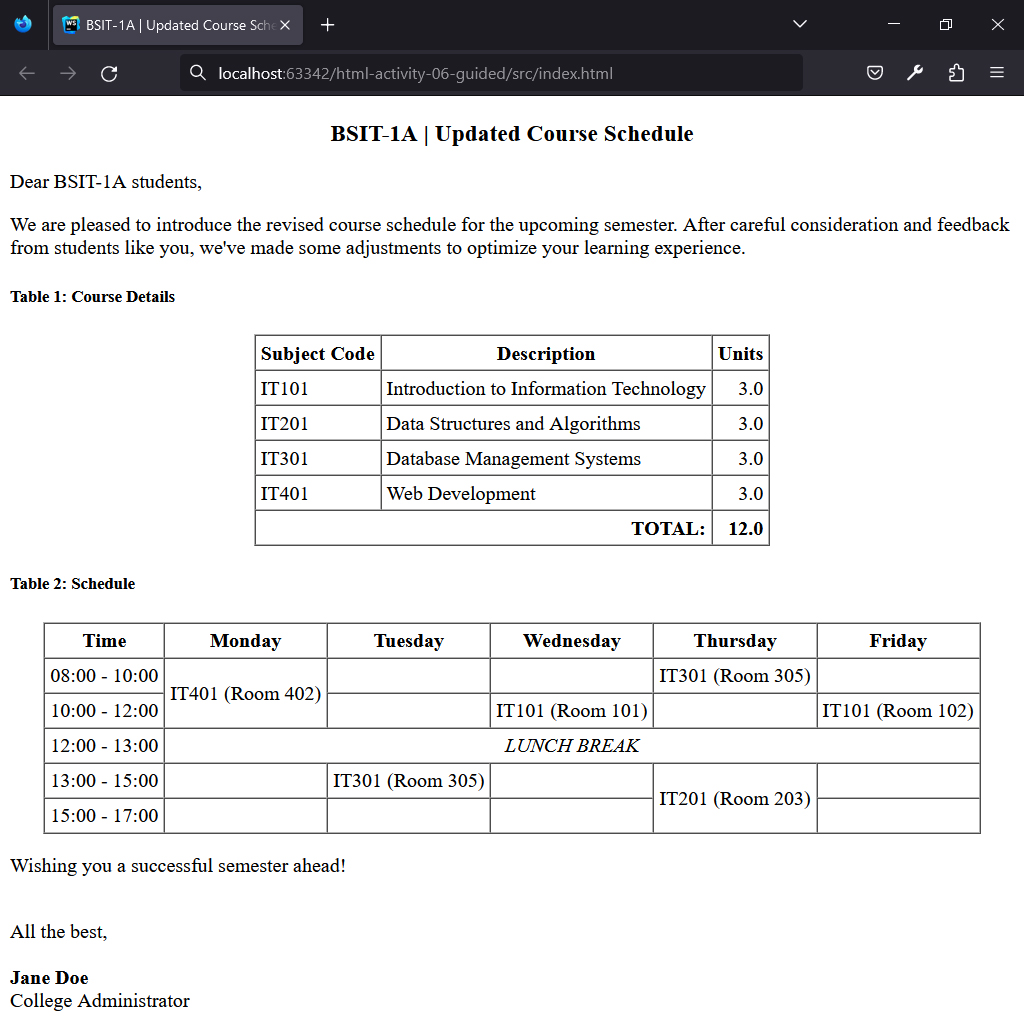 BSIT-1A | Updated Course Sche
localhost:63342/html-activity-06-guided/src/index.html
BSIT-1A | Updated Course Schedule
Dear BSIT-1A students,
We are pleased to introduce the revised course schedule for the upcoming semester. After careful consideration and feedback
from students like you, we've made some adjustments to optimize your learning experience.
Table 1: Course Details
Subject Code Description Units
IT101 Introduction to Information Technology 3.0
IT201 Data Structures and Algorithms 3.0
IT301 Database Management Systems 3.0
IT401 Web Development 3.0
TOTAL: 12.0
Table 2: Schedule
Time Monday Tuesday Wednesday Thursday Friday
08:00 - 10:00 IT301 (Room 305)
IT401 (Room 402)
10:00 - 12:00 IT101 (Room 101) IT101 (Room 102)
12:00 - 13:00 LUNCH BREAK
13:00 - 15:00 IT301 (Room 305)
IT201 (Room 203)
15:00 - 17:00
Wishing you a successful semester ahead!
All the best,
Jane Doe
College Administrator